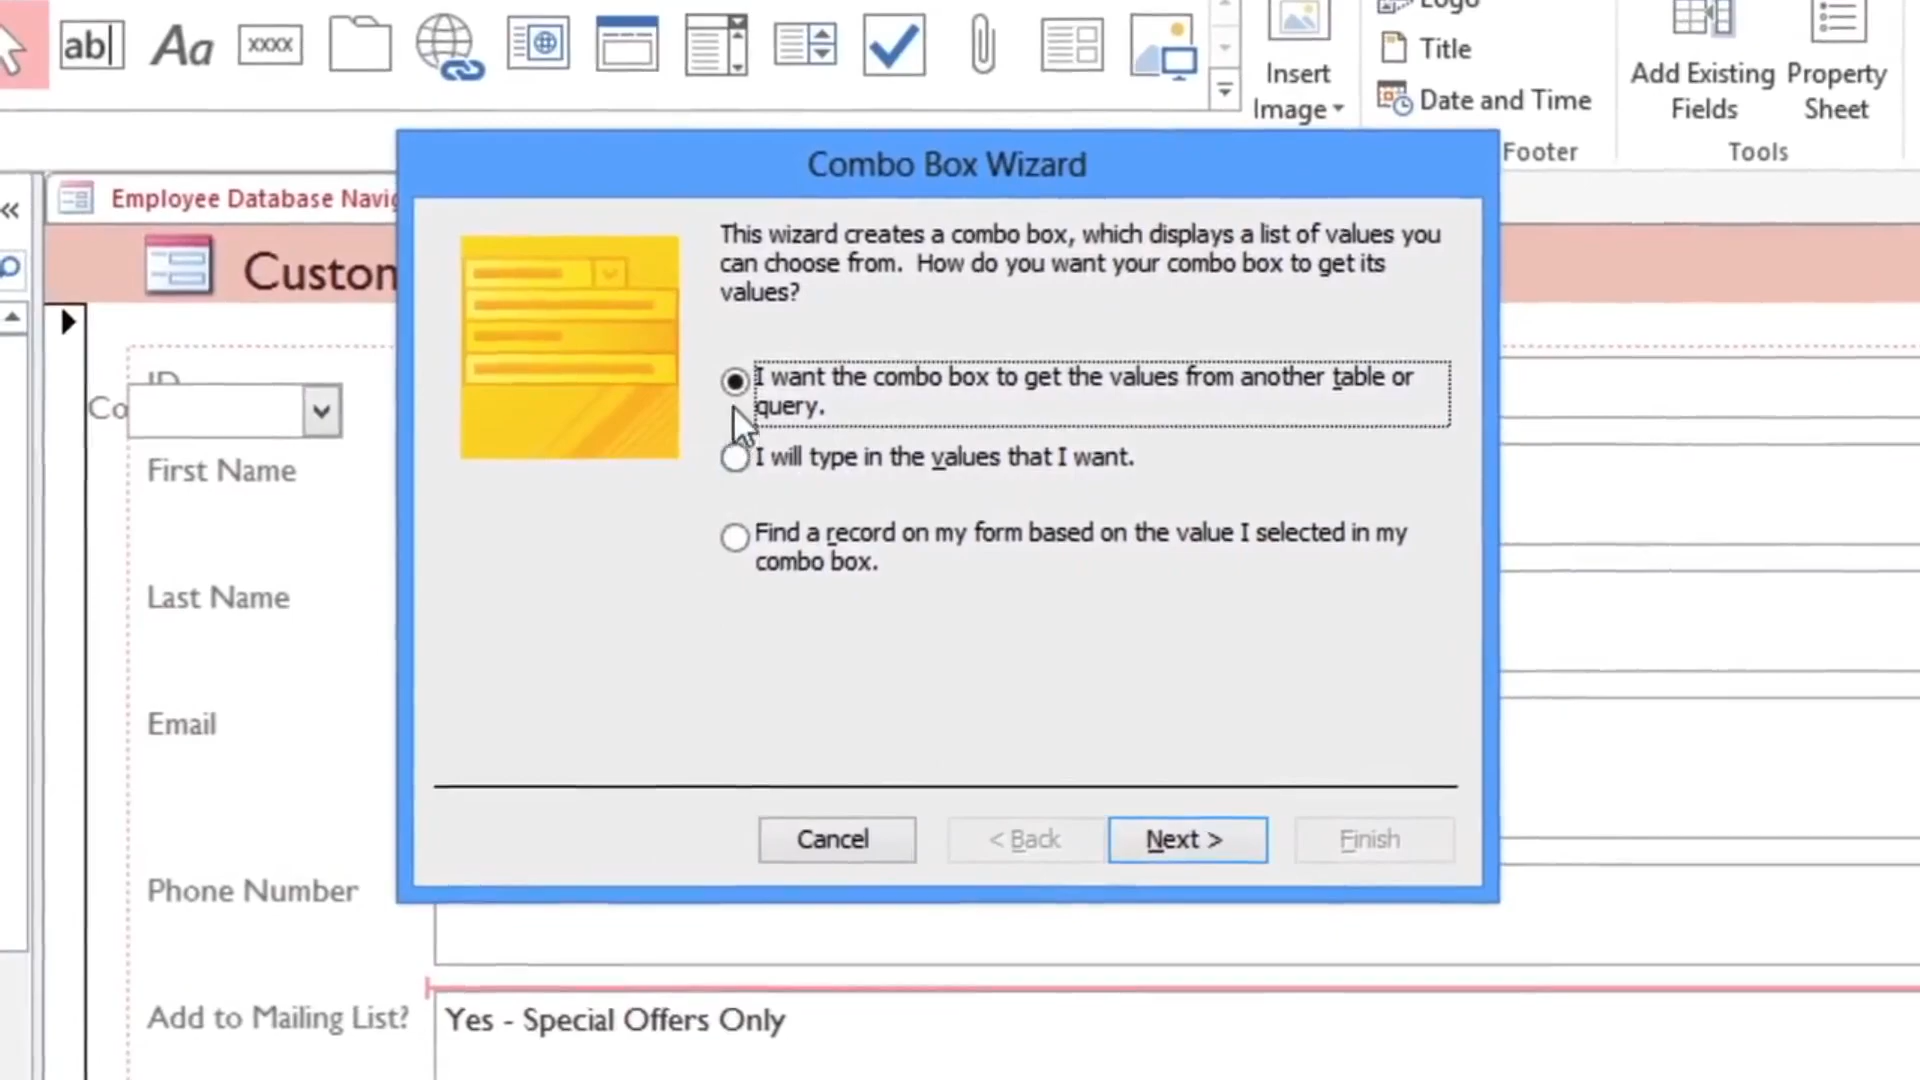 ab
Aa
XXXX
Insert
Image
Logo
Title
Date and Time
Footer
Add Existing
Fields
Property
Sheet
Tools
Employee Database Navig
Custom
Combo Box Wizard
This wizard creates a combo box, which displays a list of values you
can choose from. How do you want your combo box to get its
values?
I want the combo box to get the values from another table or
query.
I will type in the values that I want.
Find a record on my form based on the value I selected in my
combo box.
Cancel
< Back
Next >
Finish
ID
Co
First Name
Last Name
Email
Phone Number
Add to Mailing List?
Yes - Special Offers Only